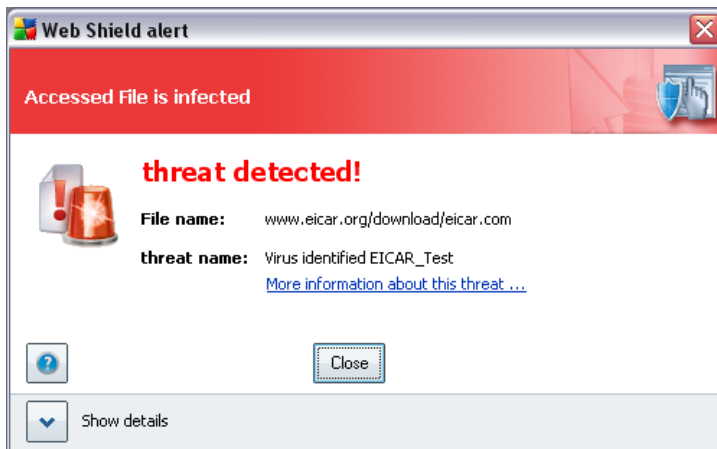 Web Shield alert
Accessed File is infected
threat detected!
File name: www.eicar.org/download/eicar.com
threat name: Virus identified EICAR_Test
More information about this threat ...
Close
Show details